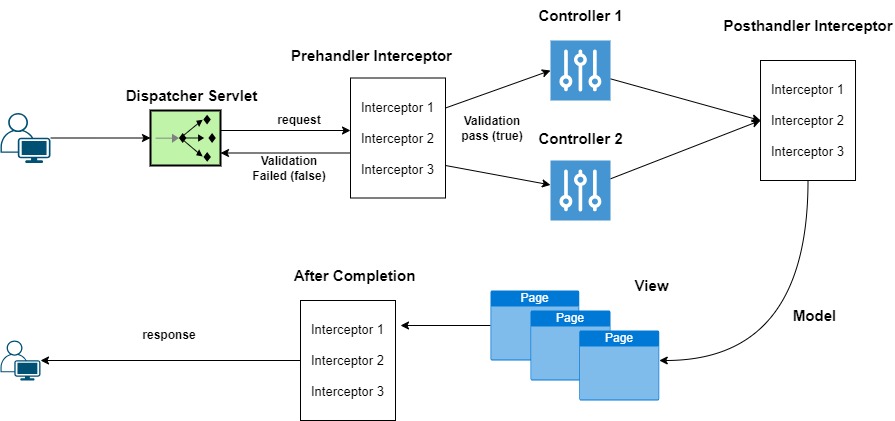 Controller 1
Posthandler Interceptor
Prehandler Interceptor
Dispatcher Servlet
request
Validation
Failed (false)
Interceptor 1
Interceptor 2
Interceptor 3
Validation
pass (true)
Controller 2
Interceptor 1
Interceptor 2
Interceptor 3
After Completion
View
Model
Page
Page
Page
Interceptor 1
Interceptor 2
Interceptor 3
response